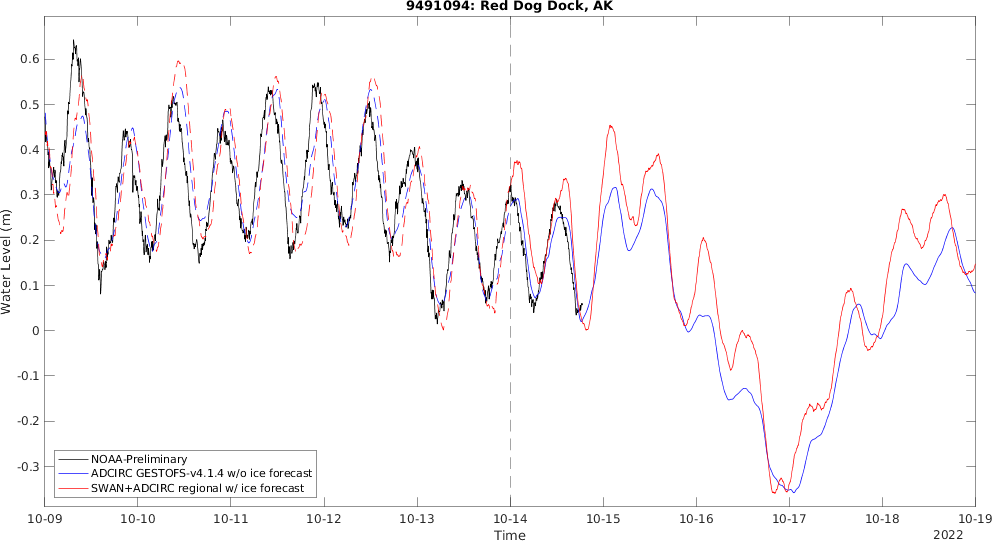 9491094: Red Dog Dock, AK
Water Level (m)
0.6
0.5
0.4
0.3
0.2
0.1
0
-0.1
-0.2
-0.3
NOAA-Preliminary
ADCIRC GESTOFS-v4.1.4 w/o ice forecast
SWAN+ADCIRC regional w/ ice forecast
10-09 10-10 10-11 10-12 10-13 10-14 10-15 10-16 10-17 10-18 10-19
Time
2022